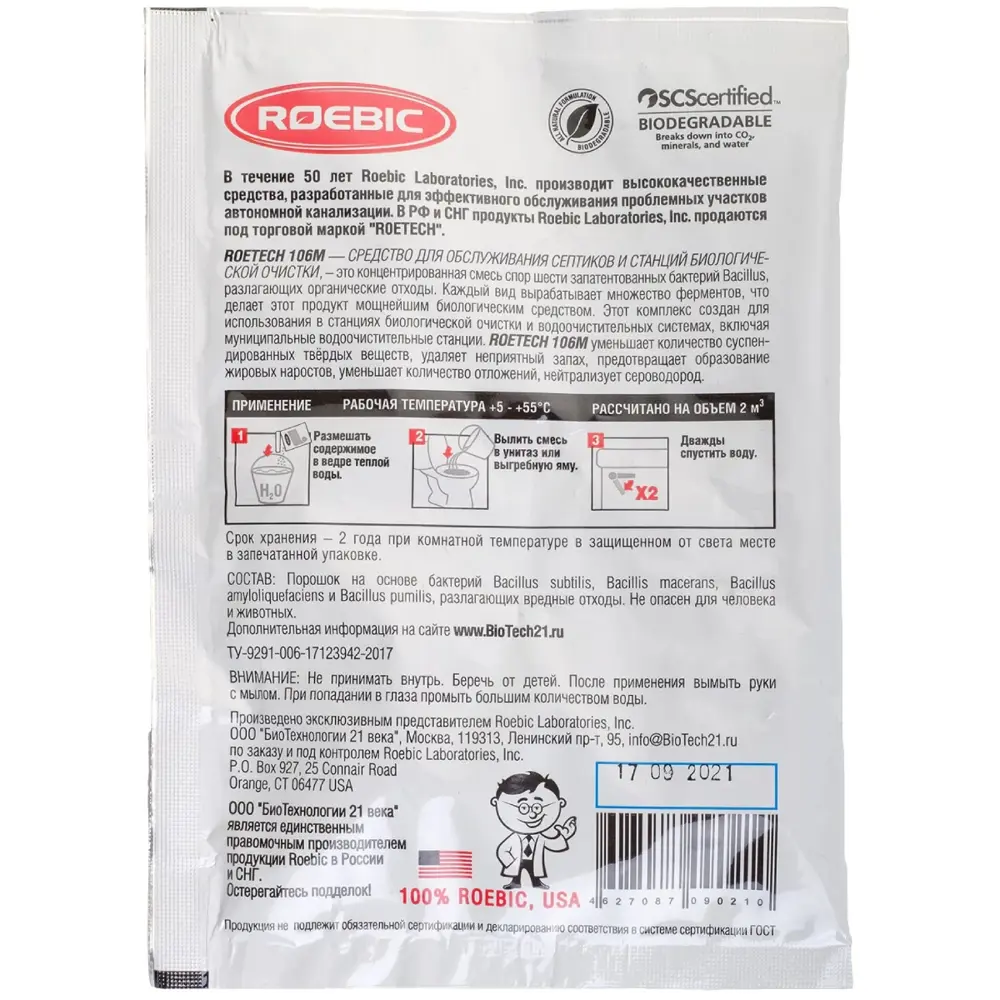 ROEBIC
ALL NATURAL FORMULATION
BIODEGRADABLE
SCScertified™
BIODEGRADABLE
Breaks down into CO₂,
minerals, and water
В течение 50 лет Roebic Laboratories, Inc. производит высококачественные
средства, разработанные для эффективного обслуживания проблемных участков
автономной канализации. В РФ и СНГ продукты Roebic Laboratories, Inc. продаются
под торговой маркой "ROETECH".
ROETECH 106M — СРЕДСТВО ДЛЯ ОБСЛУЖИВАНИЯ СЕПТИКОВ И СТАНЦИЙ БИОЛОГИЧЕ-
СКОЙ ОЧИСТКИ, – это концентрированная смесь спор шести запатентованных бактерий Bacillus,
разлагающих органические отходы. Каждый вид вырабатывает множество ферментов, что
делает этот продукт мощнейшим биологическим средством. Этот комплекс создан для
использования в станциях биологической очистки и водоочистительных системах, включая
муниципальные водоочистительные станции. ROETECH 106M уменьшает количество суспен-
дированных твёрдых веществ, удаляет неприятный запах, предотвращает образование
жировых наростов, уменьшает количество отложений, нейтрализует сероводород.
ПРИМЕНЕНИЕ РАБОЧАЯ ТЕМПЕРАТУРА +5 - +55°C РАССЧИТАНО НА ОБЪЕМ 2 м³
1
Размешать
содержимое
в ведре теплой
воды.
H₂O
2
Вылить смесь
в унитаз или
выгребную яму.
3
Дважды
спустить воду.
X2
Срок хранения – 2 года при комнатной температуре в защищенном от света месте
в запечатанной упаковке.
СОСТАВ: Порошок на основе бактерий Bacillus subtilis, Bacillis macerans, Bacillus
amyloliquefaciens и Bacillus pumilis, разлагающих вредные отходы. Не опасен для человека
и животных.
Дополнительная информация на сайте www.BioTech21.ru
ТУ-9291-006-17123942-2017
ВНИМАНИЕ: Не принимать внутрь. Беречь от детей. После применения вымыть руки
с мылом. При попадании в глаза промыть большим количеством воды.
Произведено эксклюзивным представителем Roebic Laboratories, Inc.
ООО "БиоТехнологии 21 века", Москва, 119313, Ленинский пр-т, 95, info@BioTech21.ru
по заказу и под контролем Roebic Laboratories, Inc.
P.O. Box 927, 25 Connair Road
Orange, CT 06477 USA
17 09 2021
ООО "БиоТехнологии 21 века"
является единственным
правомочным производителем
продукции Roebic в России
и СНГ.
Остерегайтесь подделок!
100% ROEBIC, USA
4 627087 090210
Продукция не подлежит обязательной сертификации и декларированию соответствия в системе сертификации ГОСТ